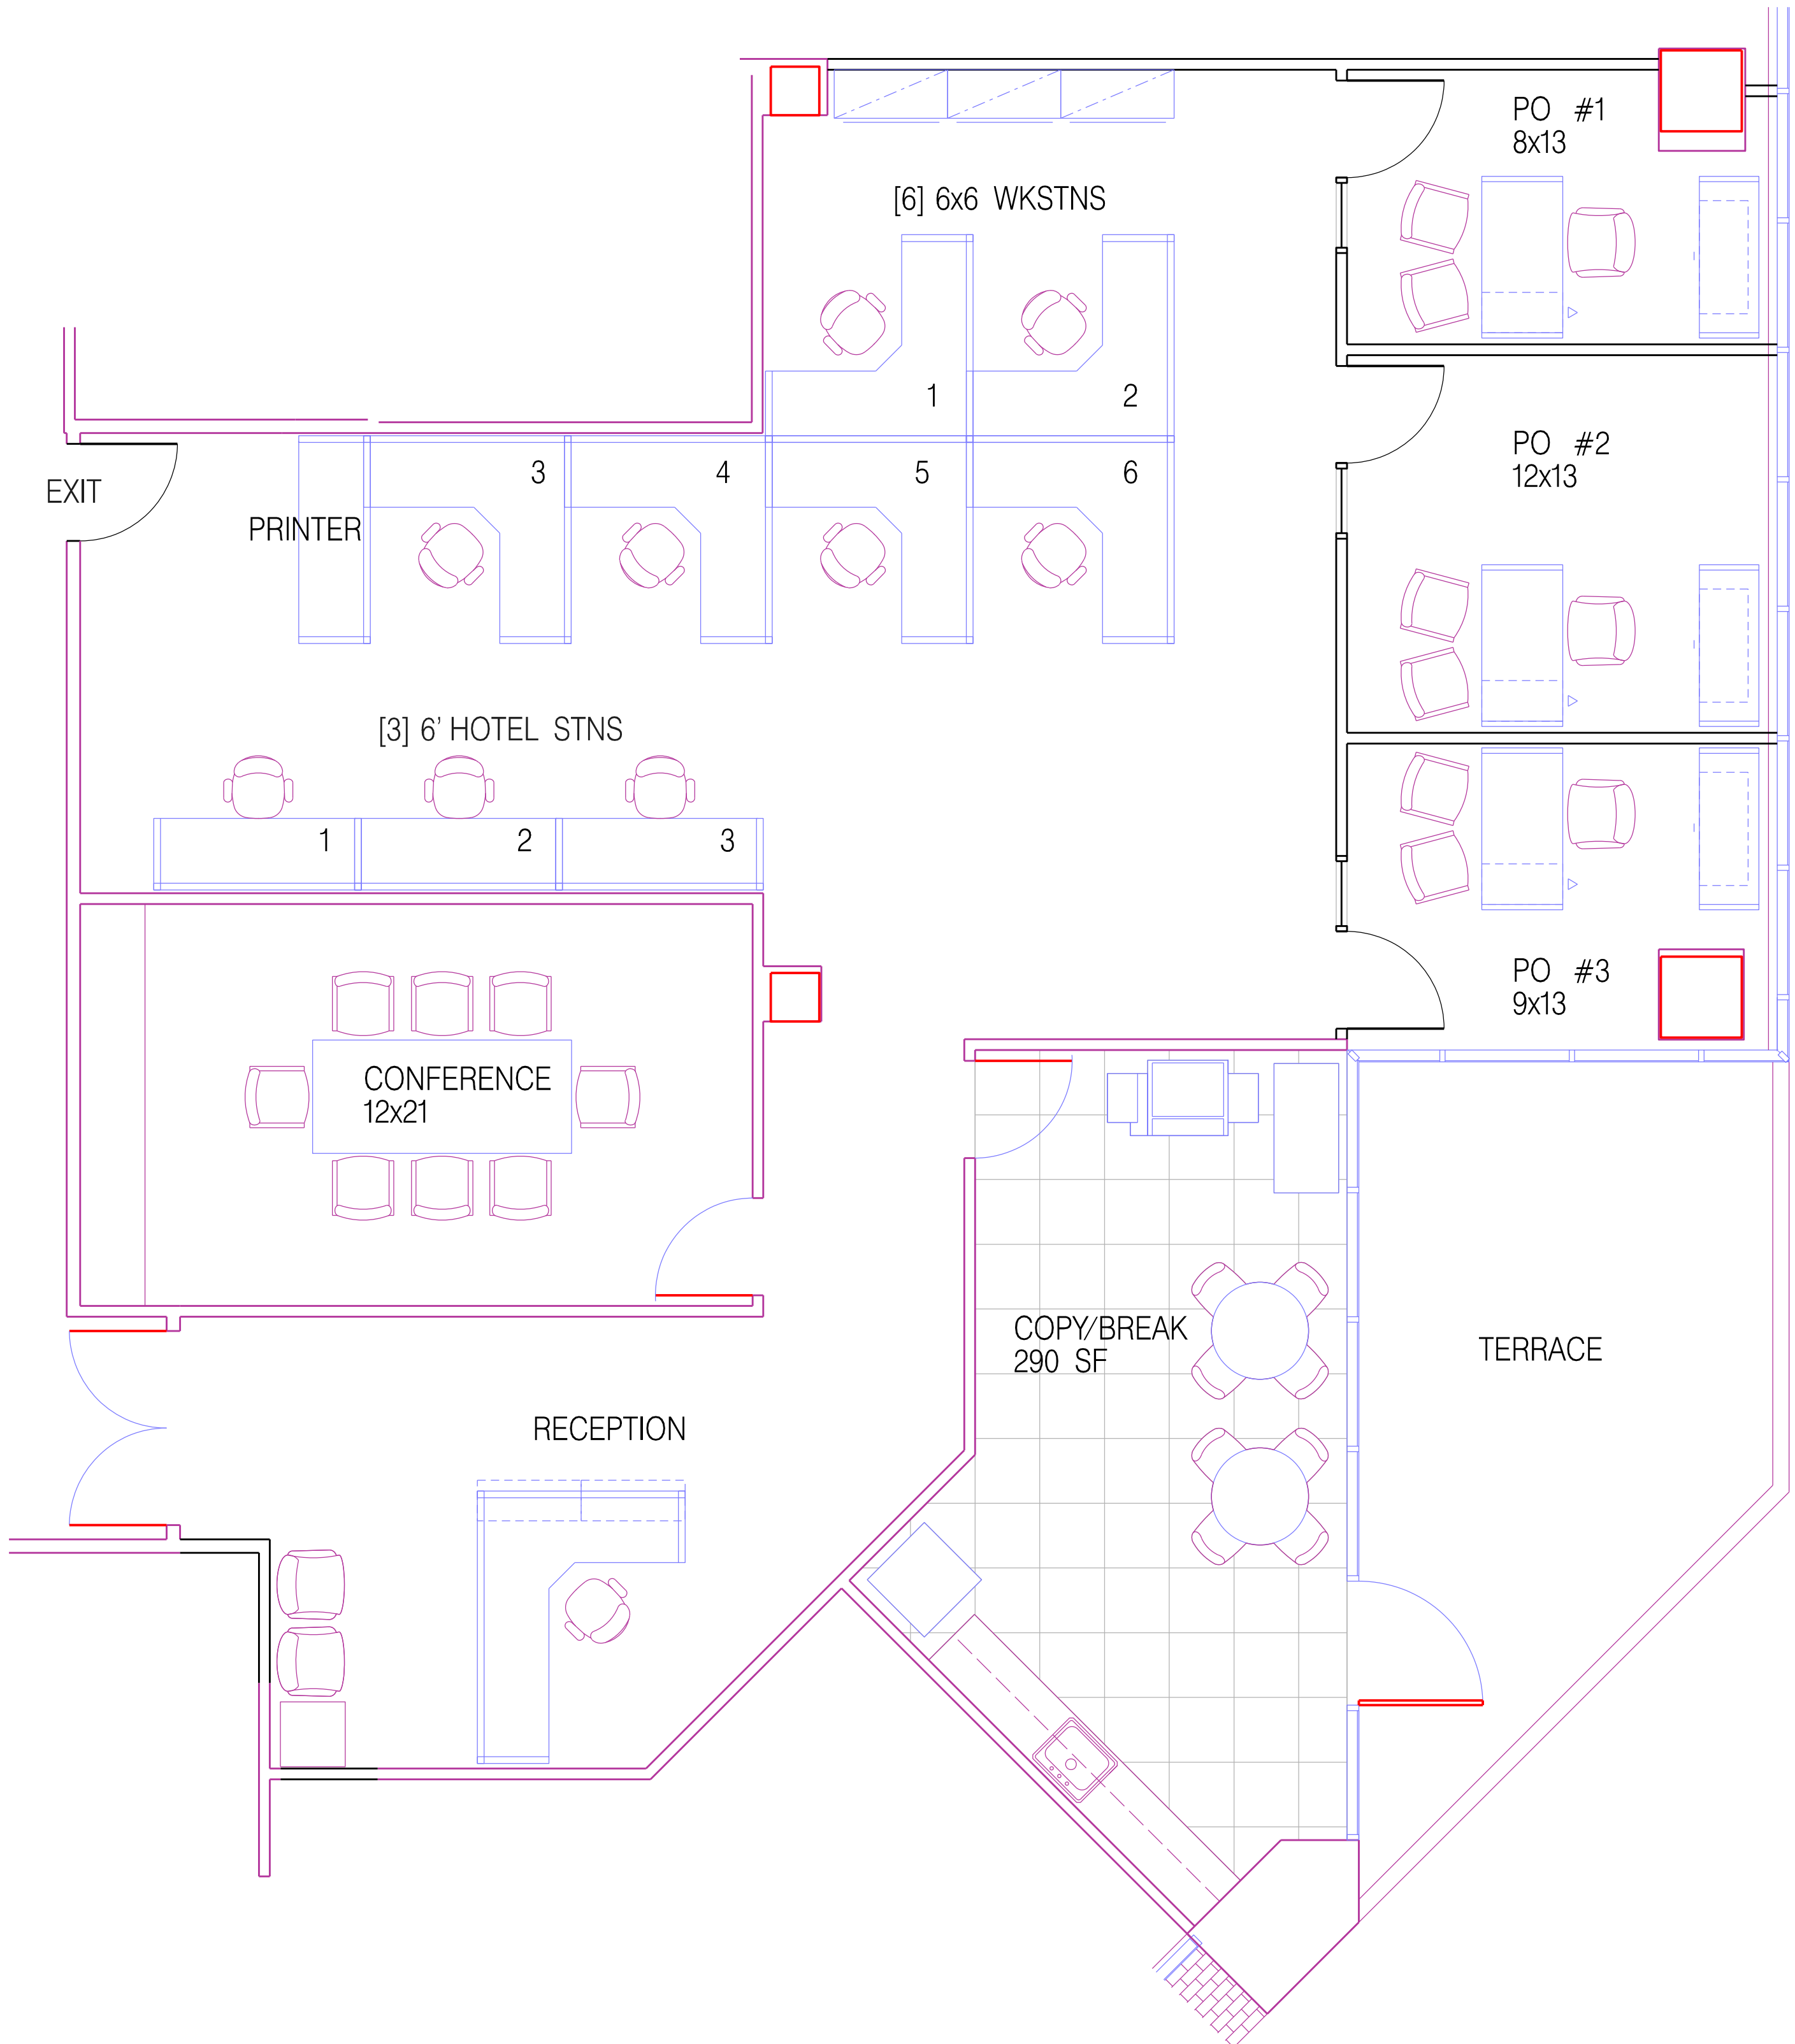 PO #1
8x13
[6] 6x6 WKSTNS
1
2
PO #2
12x13
3
4
5
6
EXIT
PRINTER
[3] 6’ HOTEL STNS
1
2
3
PO #3
9x13
CONFERENCE
12x21
COPY/BREAK
290 SF
TERRACE
RECEPTION